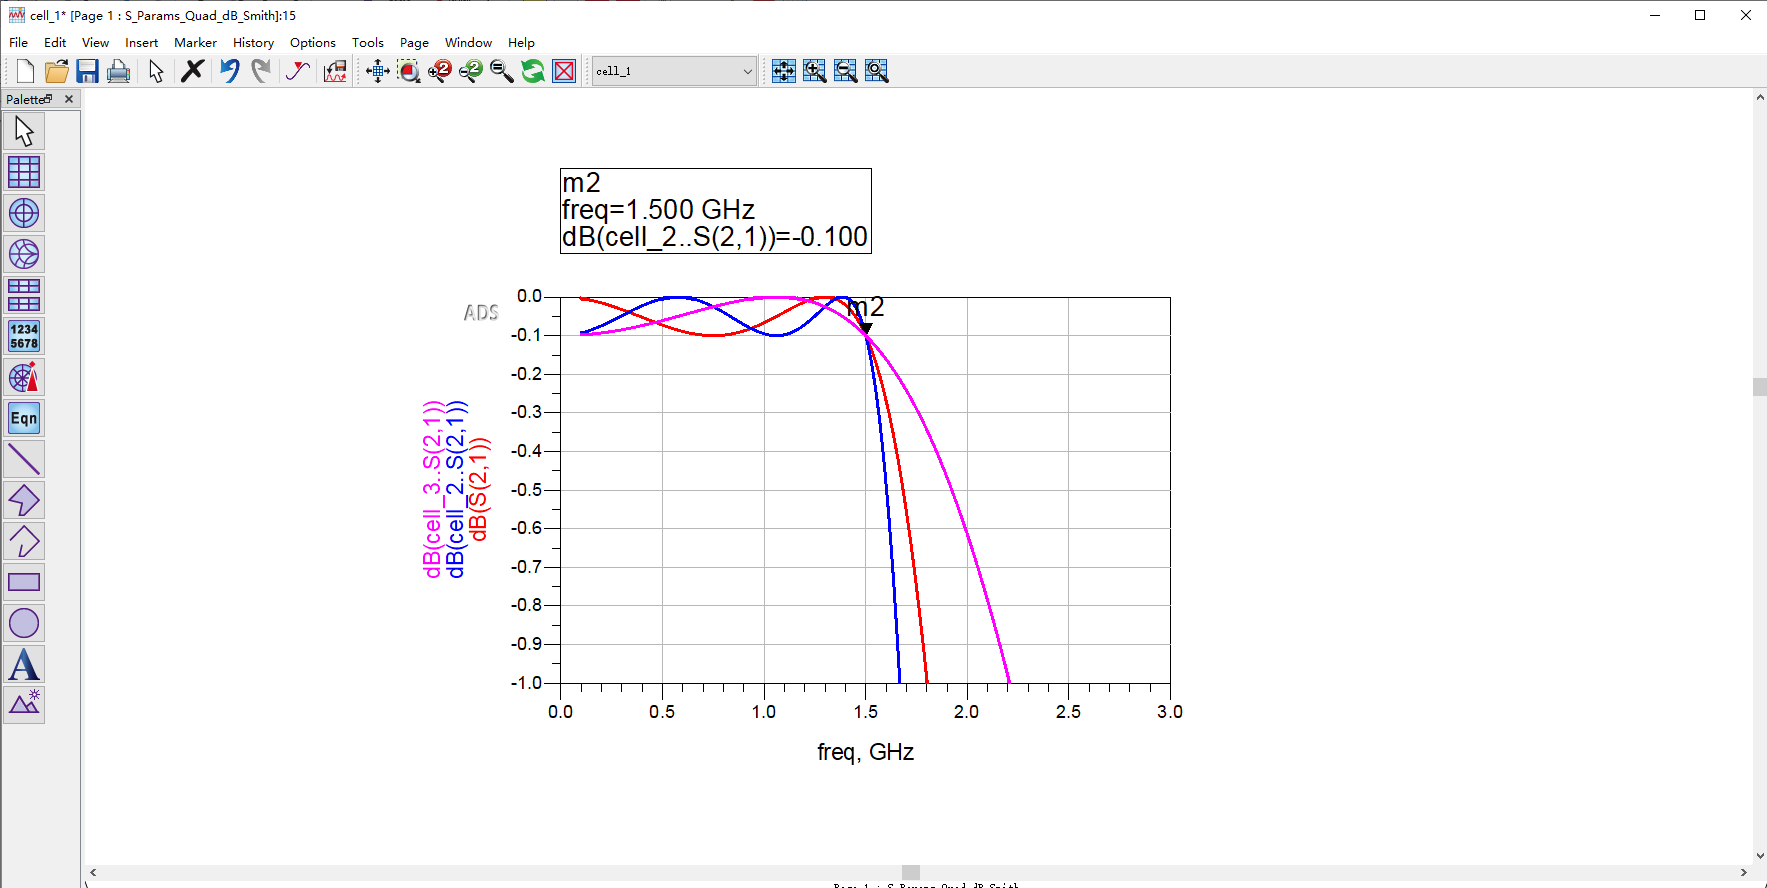 cell_1* [Page 1 : S_Params_Quad_dB_Smith]:15
File Edit View Insert Marker History Options Tools Page Window Help
cell_1
Palette
1234
5678
Eqn
m2
freq=1.500 GHz
dB(cell_2..S(2,1))=-0.100
ADS
m2
0.0
-0.1
-0.2
-0.3
-0.4
-0.5
-0.6
-0.7
-0.8
-0.9
-1.0
dB(cell_3..S(2,1))
dB(cell_2..S(2,1))
dB(S(2,1))
0.0 0.5 1.0 1.5 2.0 2.5 3.0
freq, GHz
Page 1 : S_Params_Quad_dB_Smith